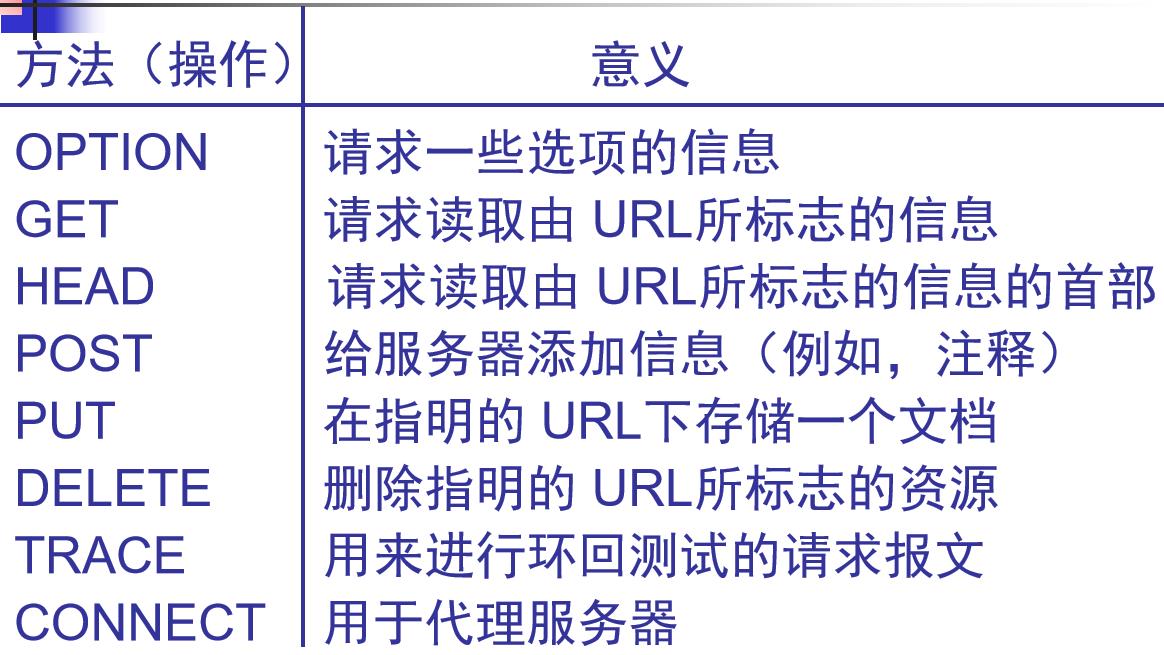 方法（操作） 意义
OPTION 请求一些选项的信息
GET 请求读取由 URL所标志的信息
HEAD 请求读取由 URL所标志的信息的首部
POST 给服务器添加信息（例如，注释）
PUT 在指明的 URL下存储一个文档
DELETE 删除指明的 URL所标志的资源
TRACE 用来进行环回测试的请求报文
CONNECT 用于代理服务器